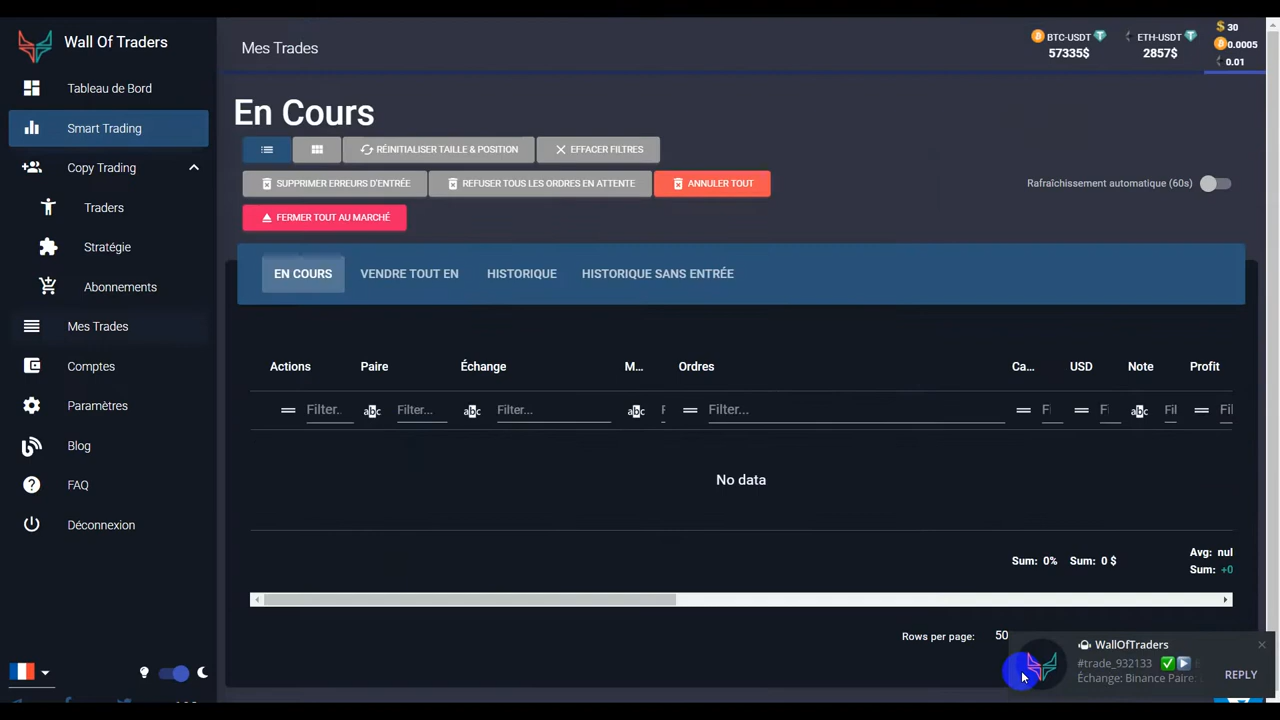 Wall Of Traders
Tableau de Bord
Smart Trading
Copy Trading
Traders
Stratégie
Abonnements
Mes Trades
Comptes
Paramètres
Blog
FAQ
Déconnexion
Mes Trades
BTC-USDT
57335$
ETH-USDT
2857$
30
0.0005
0.01
En Cours
RÉINITIALISER TAILLE & POSITION
EFFACER FILTRES
SUPPRIMER ERREURS D'ENTRÉE
REFUSER TOUS LES ORDRES EN ATTENTE
ANNULER TOUT
FERMER TOUT AU MARCHÉ
Rafraîchissement automatique (60s)
EN COURS VENDRE TOUT EN HISTORIQUE HISTORIQUE SANS ENTRÉE
Actions Paire Échange M... Ordres Ca... USD Note Profit
Filter.. Filter... Filter... F Filter... Fi Fi Fil Fil
No data
Sum: 0% Sum: 0 $ Avg: nul
Sum: +0
Rows per page: 50
WallOfTraders
#trade_932133
Échange: Binance Paire:
REPLY